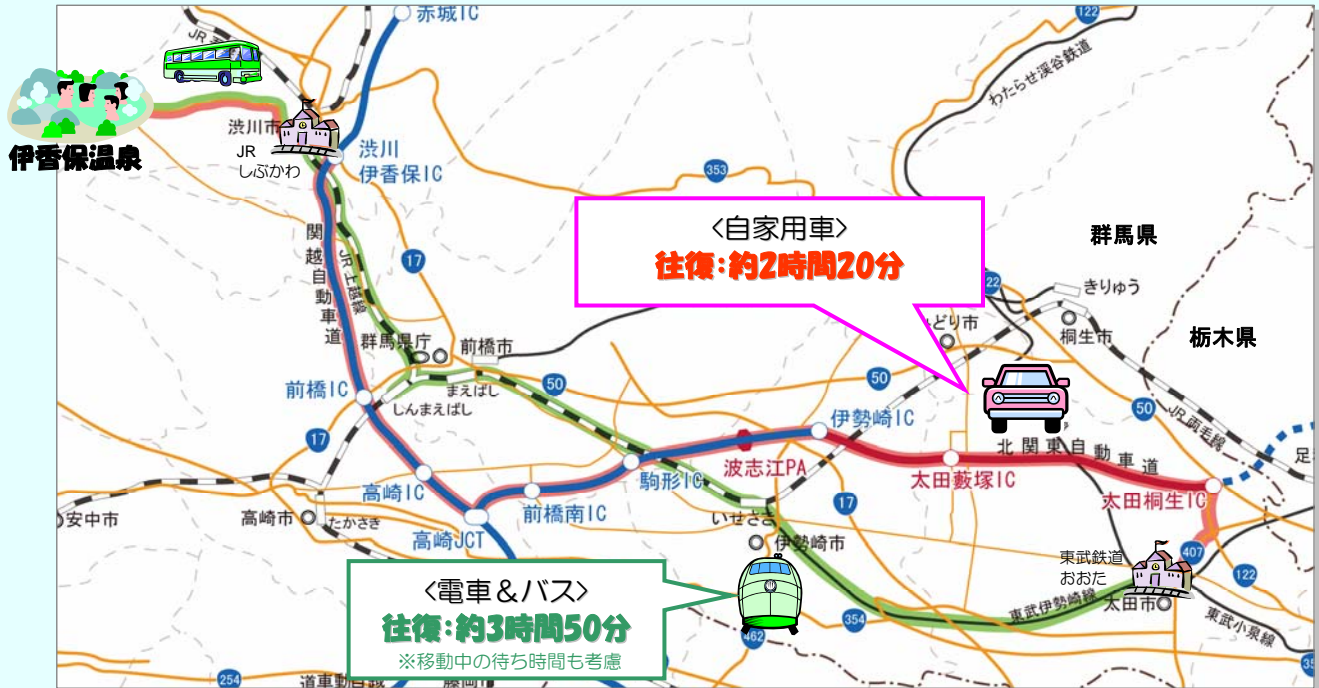 赤城IC
122
わたらせ渓谷鉄道
伊香保温泉
渋川市
JR
しぶかわ
渋川
伊香保IC
353
<自家用車>
往復:約2時間20分
群馬県
栃木県
関越自動車道
JR上越線
17
きりゅう
桐生市
群馬県庁
前橋市
まえばし
しんまえばし
前橋IC
50
50
50
17
伊勢崎IC
北関東自動車道
JR両毛線
波志江PA
駒形IC
太田藪塚IC
太田桐生IC
高崎IC
前橋南IC
高崎JCT
安中市
高崎市
たかさき
いせさき
伊勢崎市
17
407
122
東武鉄道
おおた
太田市
東武伊勢崎線
東武小泉線
354
462
254
<電車&バス>
往復:約3時間50分
※移動中の待ち時間も考慮